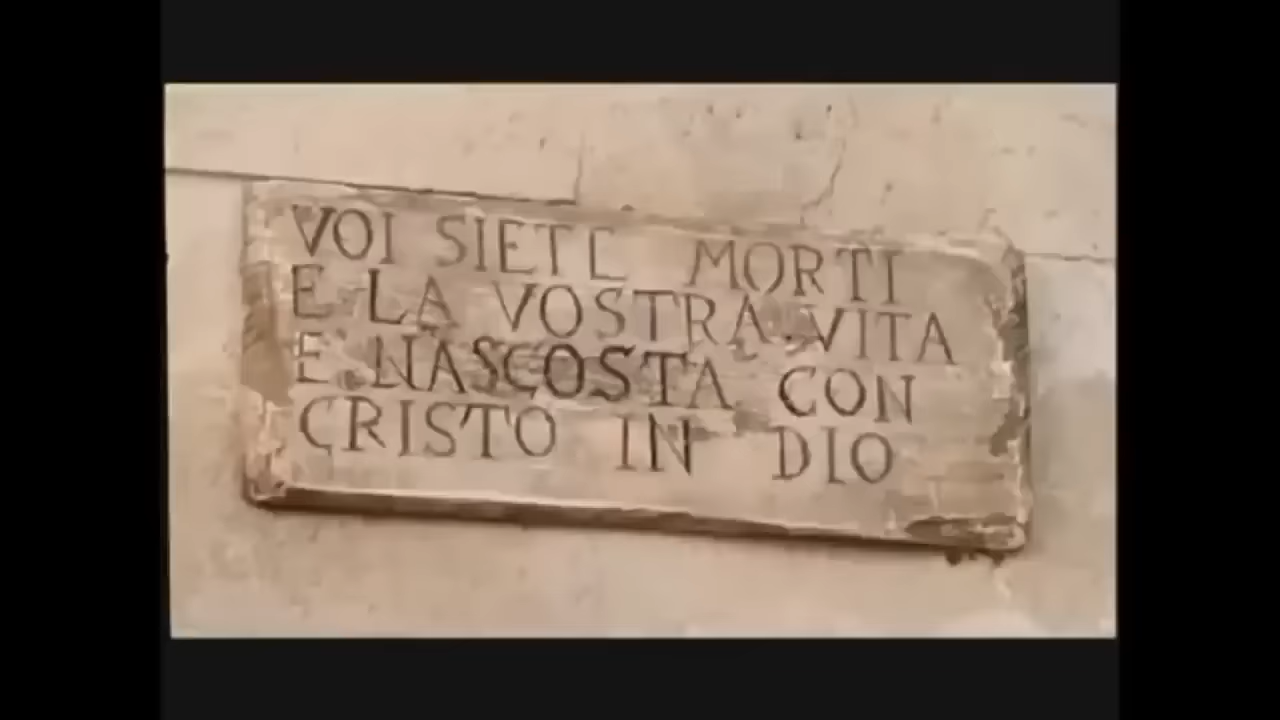 VOI SIETE MORTI
E LA VOSTRA VITA
E NASCOSTA CON
CRISTO IN DIO